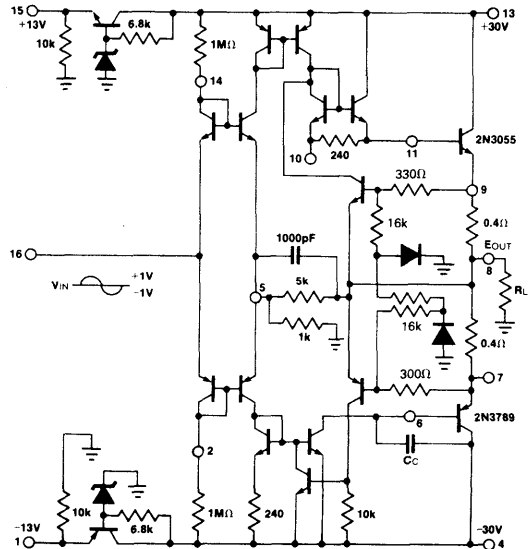 15
+13V
10k
6.8k
1MΩ
14
13
+30V
10
240
11
2N3055
330Ω
9
16k
0.4Ω
1000pF
EOUT
8
RL
16
VIN
+1V
−1V
5
5k
1k
16k
0.4Ω
300Ω
7
6
2N3789
CC
2
10k
6.8k
1MΩ
240
10k
−13V
1
−30V
4